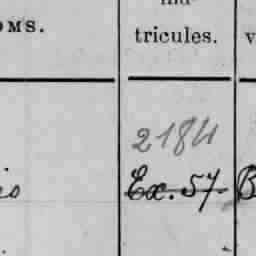 OMS.
tricules.
2184
Ex. 57
B